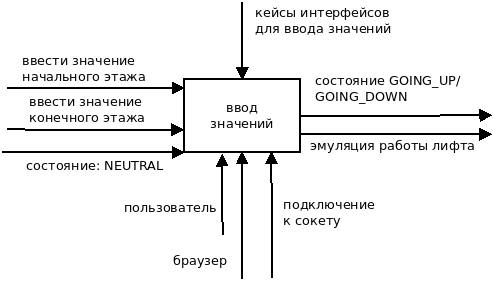 кейсы интерфейсов
для ввода значений
ввести значение
начального этажа
ввести значение
конечного этажа
состояние: NEUTRAL
ввод
значений
состояние GOING_UP/
GOING_DOWN
эмуляция работы лифта
пользователь
подключение
к сокету
браузер